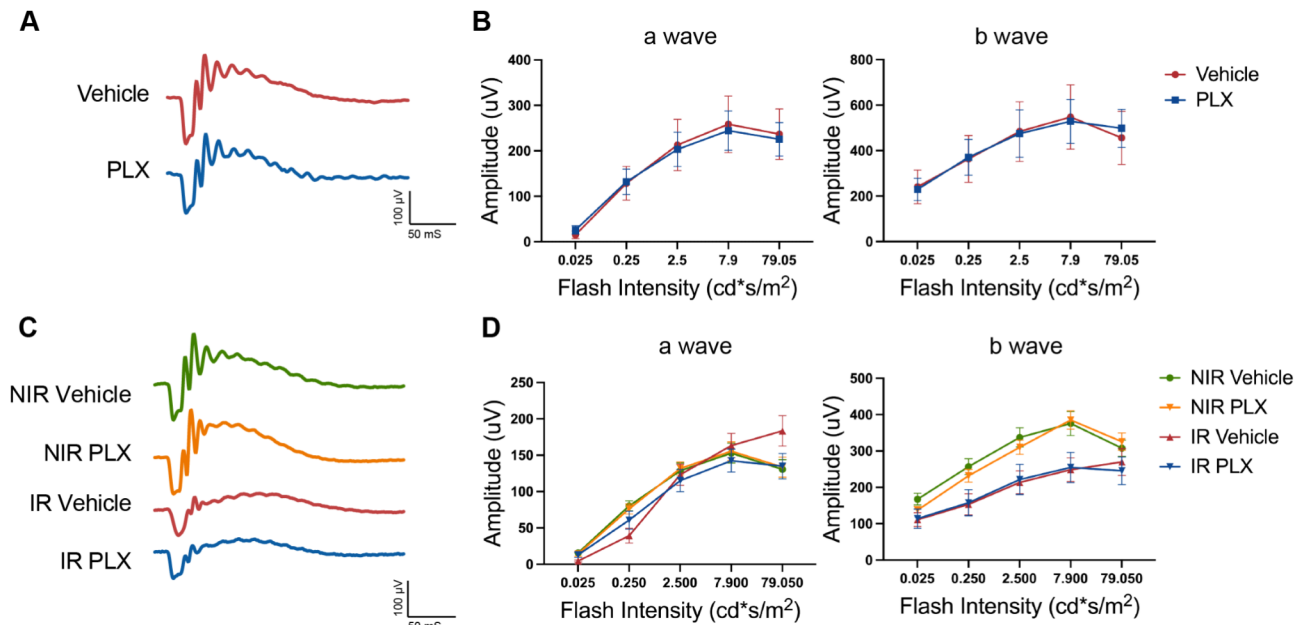 A
Vehicle
PLX
100 µV
50 mS
B
a wave
Amplitude (uV)
400
300
200
100
0
0.025 0.25 2.5 7.9 79.05
Flash Intensity (cd*s/m²)
b wave
Amplitude (uV)
800
600
400
200
0
0.025 0.25 2.5 7.9 79.05
Flash Intensity (cd*s/m²)
Vehicle
PLX
C
NIR Vehicle
NIR PLX
IR Vehicle
IR PLX
100 µV
50 mS
D
a wave
Amplitude (uV)
250
200
150
100
50
0
0.025 0.250 2.500 7.900 79.050
Flash Intensity (cd*s/m²)
b wave
Amplitude (uV)
500
400
300
200
100
0
0.025 0.250 2.500 7.900 79.050
Flash Intensity (cd*s/m²)
NIR Vehicle
NIR PLX
IR Vehicle
IR PLX